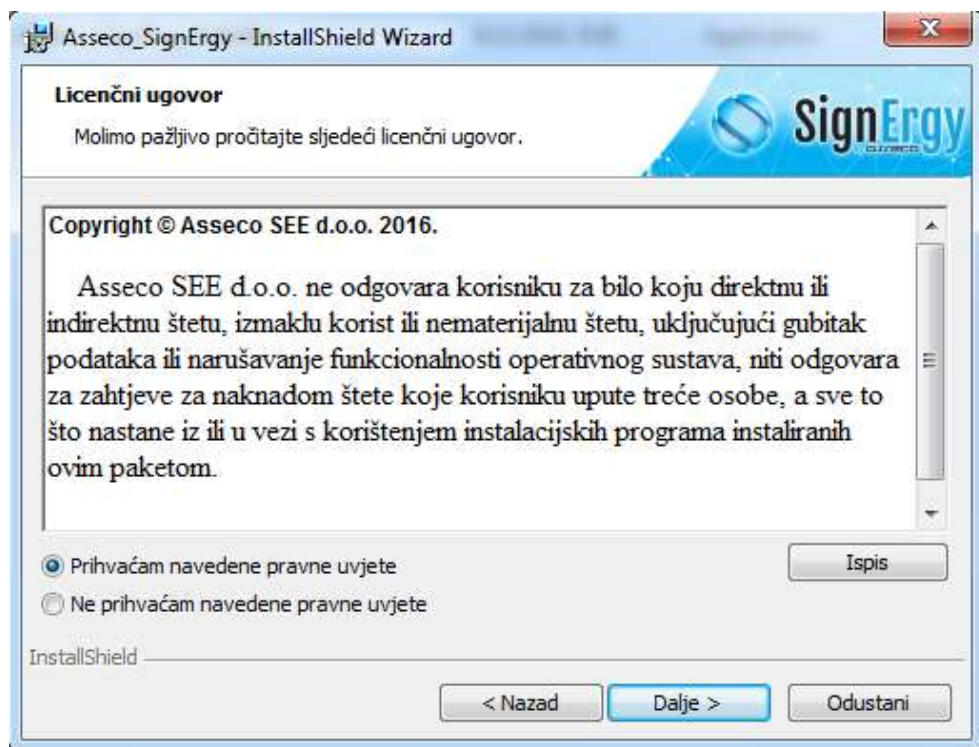 Asseco_SignErgy - InstallShield Wizard
Licenčni ugovor
Molimo pažljivo pročitajte sljedeći licenčni ugovor.
SignErgy
asseco
Copyright © Asseco SEE d.o.o. 2016.
Asseco SEE d.o.o. ne odgovara korisniku za bilo koju direktnu ili
indirektnu štetu, izmaklu korist ili nematerijalnu štetu, uključujući gubitak
podataka ili narušavanje funkcionalnosti operativnog sustava, niti odgovara
za zahtjeve za naknadom štete koje korisniku upute treće osobe, a sve to
što nastane iz ili u vezi s korištenjem instalacijskih programa instaliranih
ovim paketom.
Prihvaćam navedene pravne uvjete
Ispis
Ne prihvaćam navedene pravne uvjete
InstallShield
< Nazad
Dalje >
Odustani